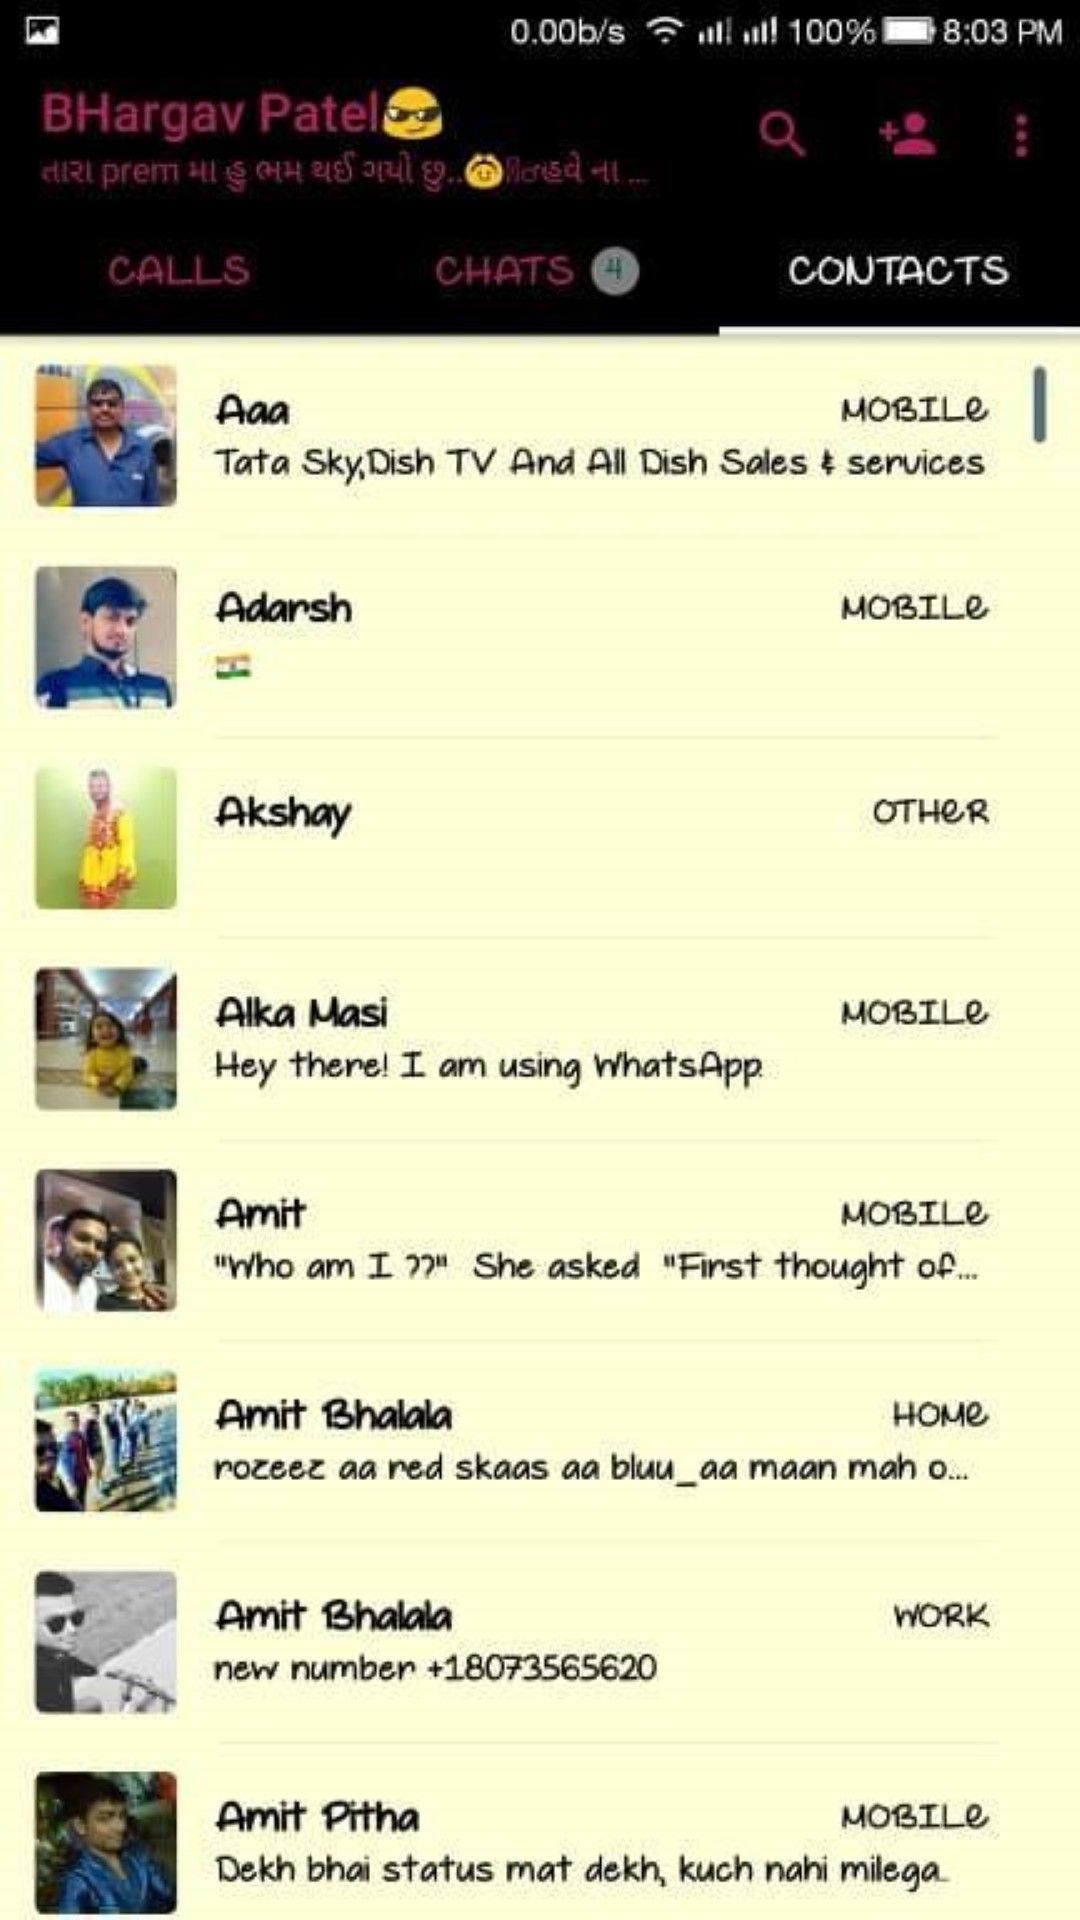 0.00b/s 100% 8:03 PM
BHargav Patel😎
તારા prem મા હુ ભમ થઈ ગયો છુ.. હવે ના ...
CALLS CHATS 4 CONTACTS
Aaa MOBILe
Tata Sky,Dish TV And All Dish Sales & services
Adarsh MOBILe
🇮🇳
Akshay OTHeR
Alka Masi MOBILe
Hey there! I am using WhatsApp.
Amit MOBILe
"Who am I ??" She asked "First thought of...
Amit Bhalala HOMe
rozeez aa red skaas aa bluu_aa maan mah o...
Amit Bhalala WORK
new number +18073565620
Amit Pitha MOBILe
Dekh bhai status mat dekh, kuch nahi milega..